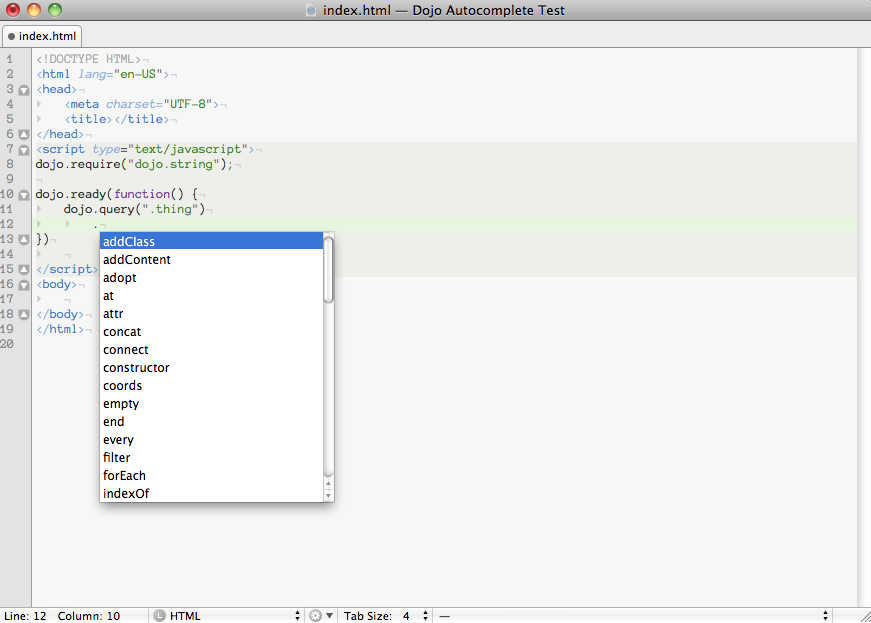 index.html — Dojo Autocomplete Test
index.html
1 <!DOCTYPE HTML>
2 <html lang="en-US">
3 <head>
4 <meta charset="UTF-8">
5 <title></title>
6 </head>
7 <script type="text/javascript">
8 dojo.require("dojo.string");
9
10 dojo.ready(function() {
11 dojo.query(".thing")
12 .
13 })
14
15 </script>
16 <body>
17
18 </body>
19 </html>
20
addClass
addContent
adopt
at
attr
concat
connect
constructor
coords
empty
end
every
filter
forEach
indexOf
Line: 12 Column: 10 L HTML Tab Size: 4 —